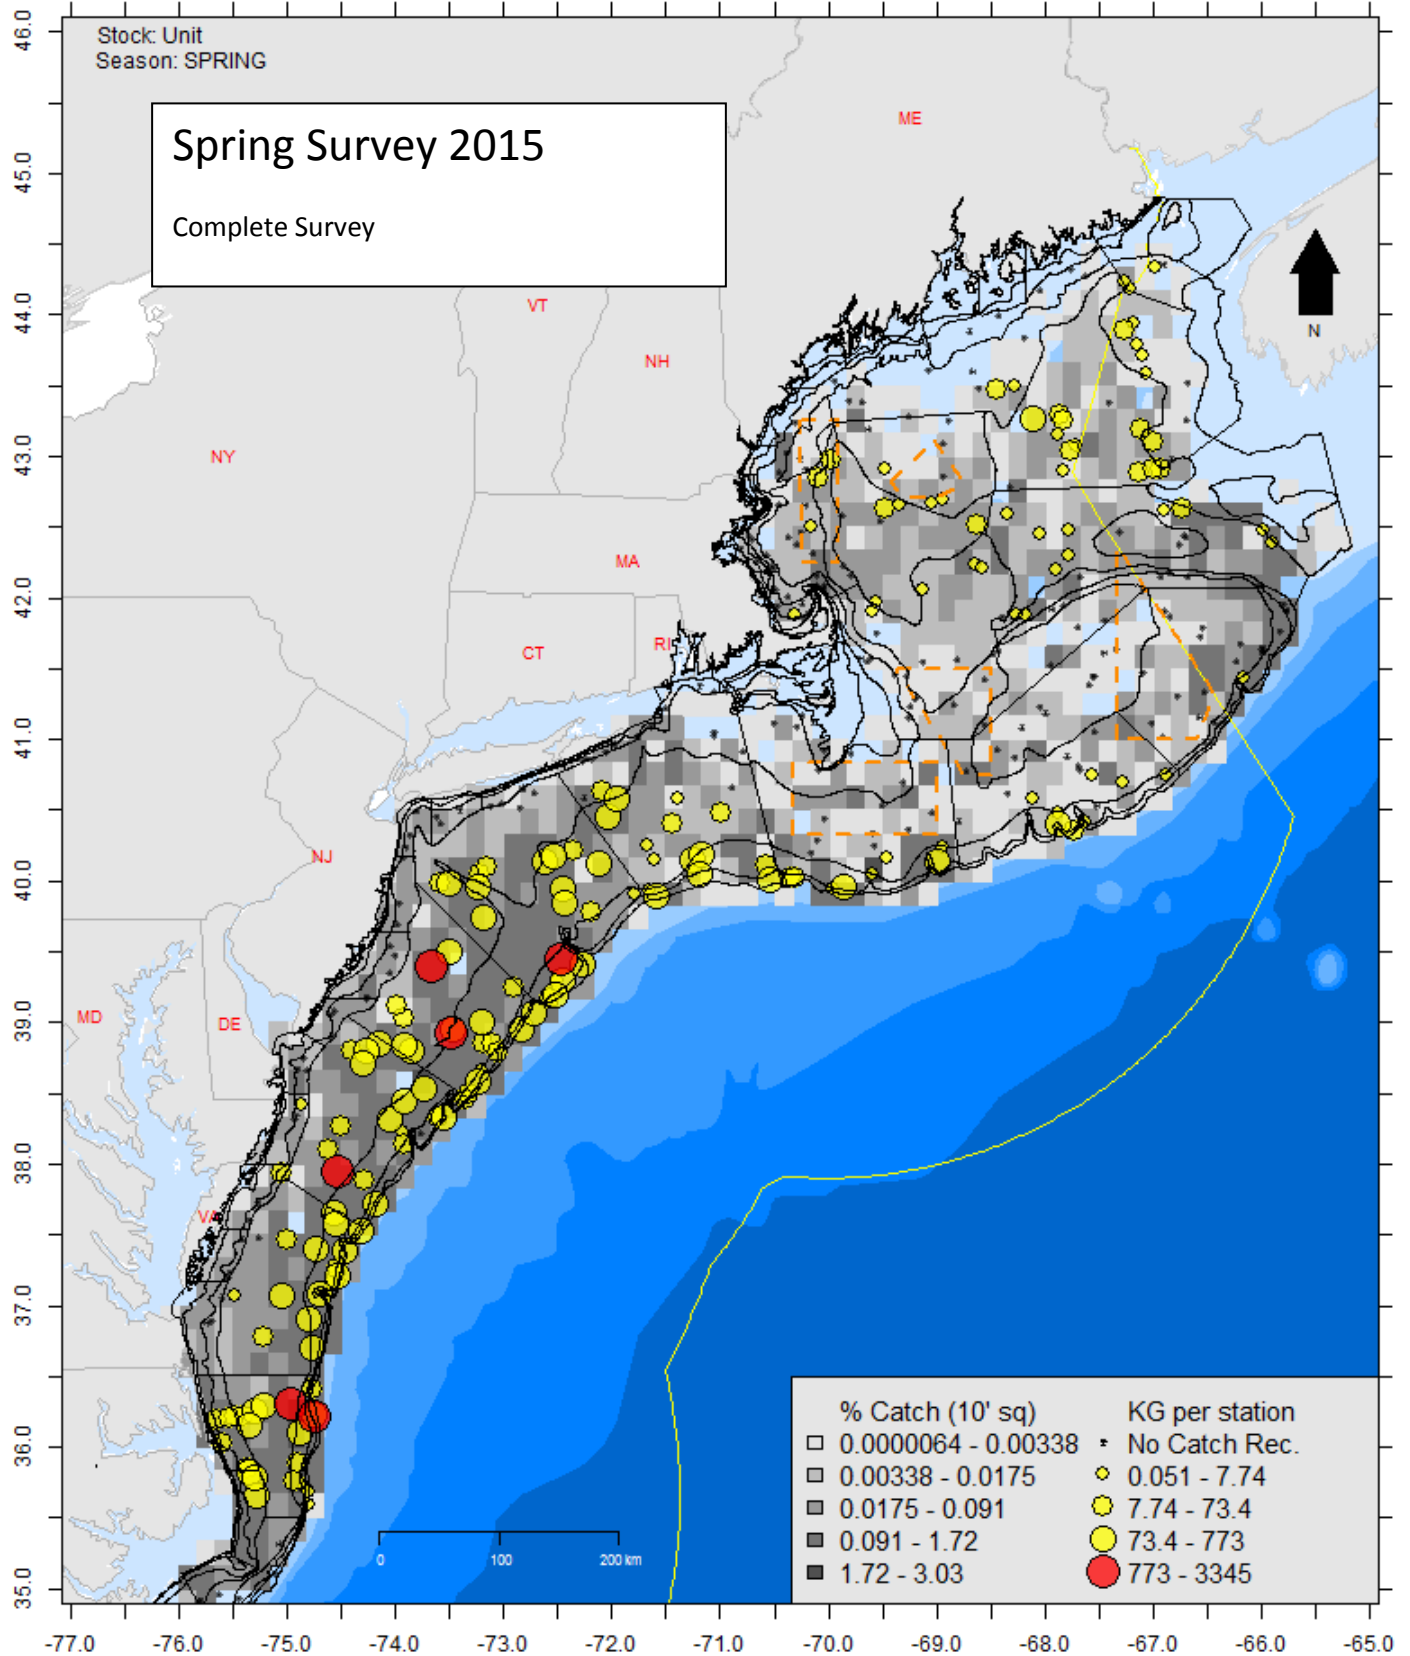 Stock: Unit
Season: SPRING
Spring Survey 2015
Complete Survey
ME
VT
NH
NY
MA
CT
RI
NJ
MD
DE
VA
N
46.0
45.0
44.0
43.0
42.0
41.0
40.0
39.0
38.0
37.0
36.0
35.0
% Catch (10' sq)
0.0000064 - 0.00338
0.00338 - 0.0175
0.0175 - 0.091
0.091 - 1.72
1.72 - 3.03
KG per station
No Catch Rec.
0.051 - 7.74
7.74 - 73.4
73.4 - 773
773 - 3345
0 100 200 km
-77.0 -76.0 -75.0 -74.0 -73.0 -72.0 -71.0 -70.0 -69.0 -68.0 -67.0 -66.0 -65.0